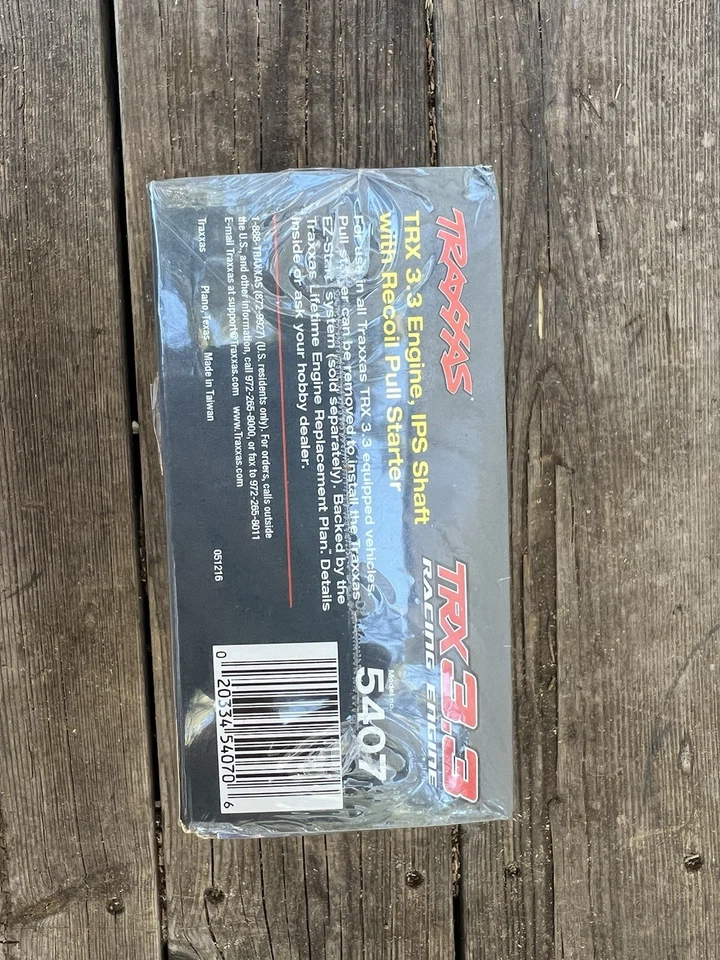 TRAXXAS
TRX 3.3
RACING ENGINE
TRX 3.3 Engine, IPS Shaft
with Recoil Pull Starter
5407
For use in all Traxxas TRX 3.3 equipped vehicles.
Pull starter can be removed to install the Traxxas
EZ-Start system (sold separately). Backed by the
Traxxas Lifetime Engine Replacement Plan.™ Details
inside or ask your hobby dealer.
1-888-TRAXXAS (872-9927) (U.S. residents only). For orders, calls outside
the U.S., and other information, call 972-265-8000, or fax to 972-265-8011
E-mail Traxxas at support@Traxxas.com www.Traxxas.com
Traxxas Plano, Texas Made in Taiwan
051216
0 20334 54070 6